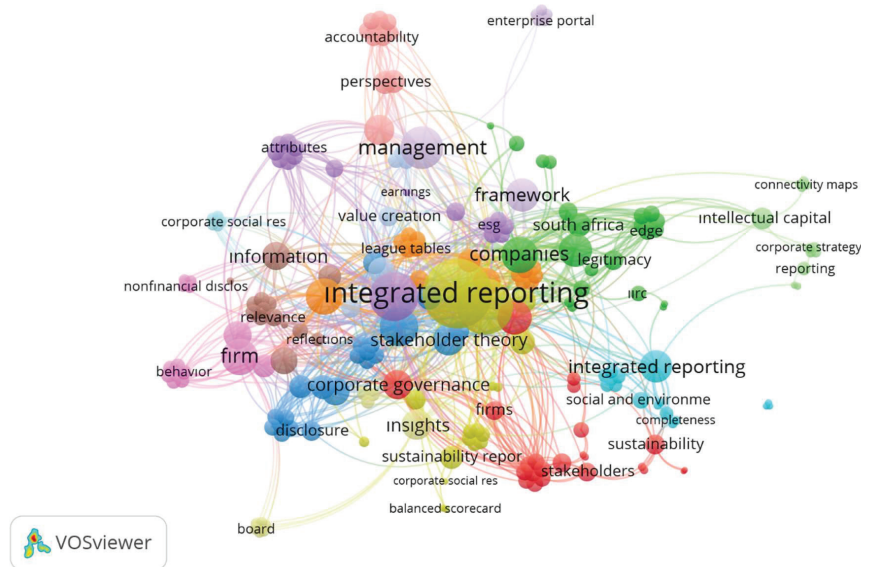 enterprise portal
accountability
perspectives
attributes
management
earnings
framework
connectivity maps
corporate social res
value creation
esg
south africa
edge
intellectual capital
league tables
information
companies
legitimacy
corporate strategy
reporting
nonfinancial disclos
integrated reporting
iirc
relevance
reflections
stakeholder theory
firm
behavior
integrated reporting
corporate governance
social and environme
firms
completeness
disclosure
insights
sustainability
sustainability repor
stakeholders
corporate social res
balanced scorecard
board
VOSviewer